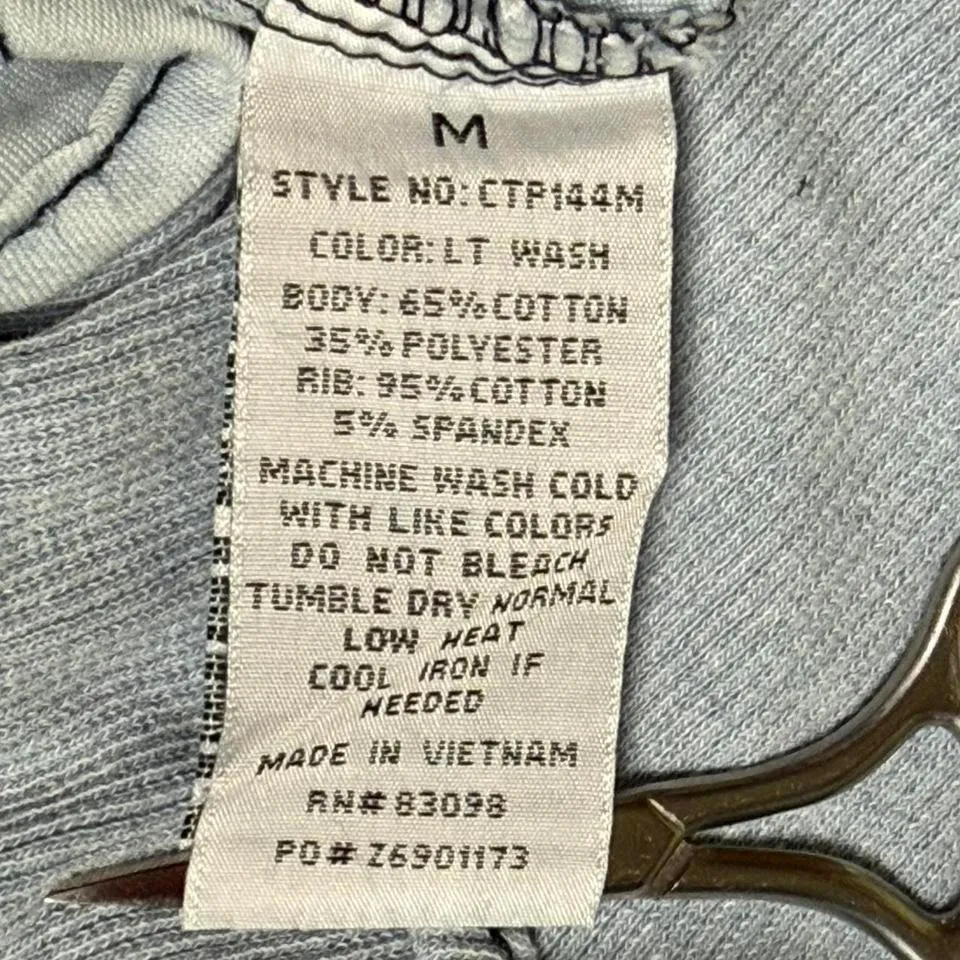 M
STYLE NO: CTP144M
COLOR: LT WASH
BODY: 65% COTTON
35% POLYESTER
RIB: 95% COTTON
5% SPANDEX
MACHINE WASH COLD
WITH LIKE COLORS
DO NOT BLEACH
TUMBLE DRY NORMAL
LOW HEAT
COOL IRON IF
NEEDED
MADE IN VIETNAM
RN# 83098
PO# Z6901173